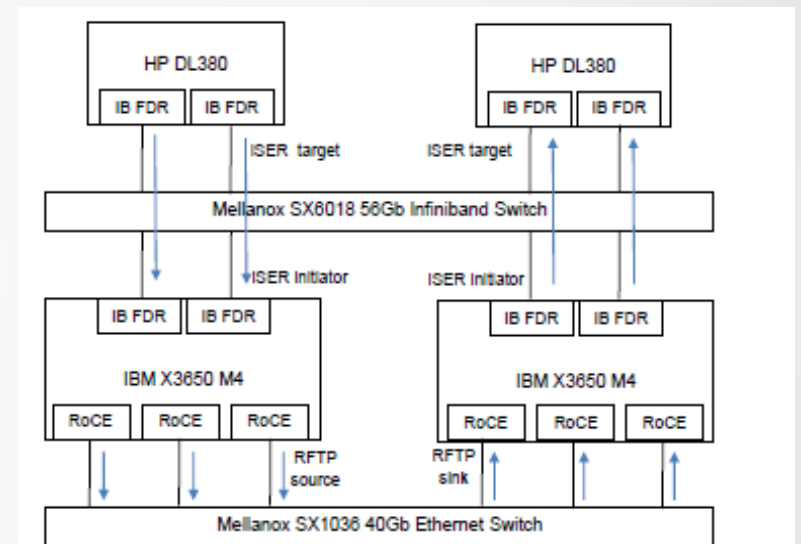 HP DL380
HP DL380
IB FDR
IB FDR
IB FDR
IB FDR
ISER target
ISER target
Mellanox SX6018 56Gb Infiniband Switch
ISER Initiator
ISER Initiator
IB FDR
IB FDR
IB FDR
IB FDR
IBM X3650 M4
IBM X3650 M4
RoCE
RoCE
RoCE
RoCE
RoCE
RoCE
RFTP
source
RFTP
sink
Mellanox SX1036 40Gb Ethernet Switch